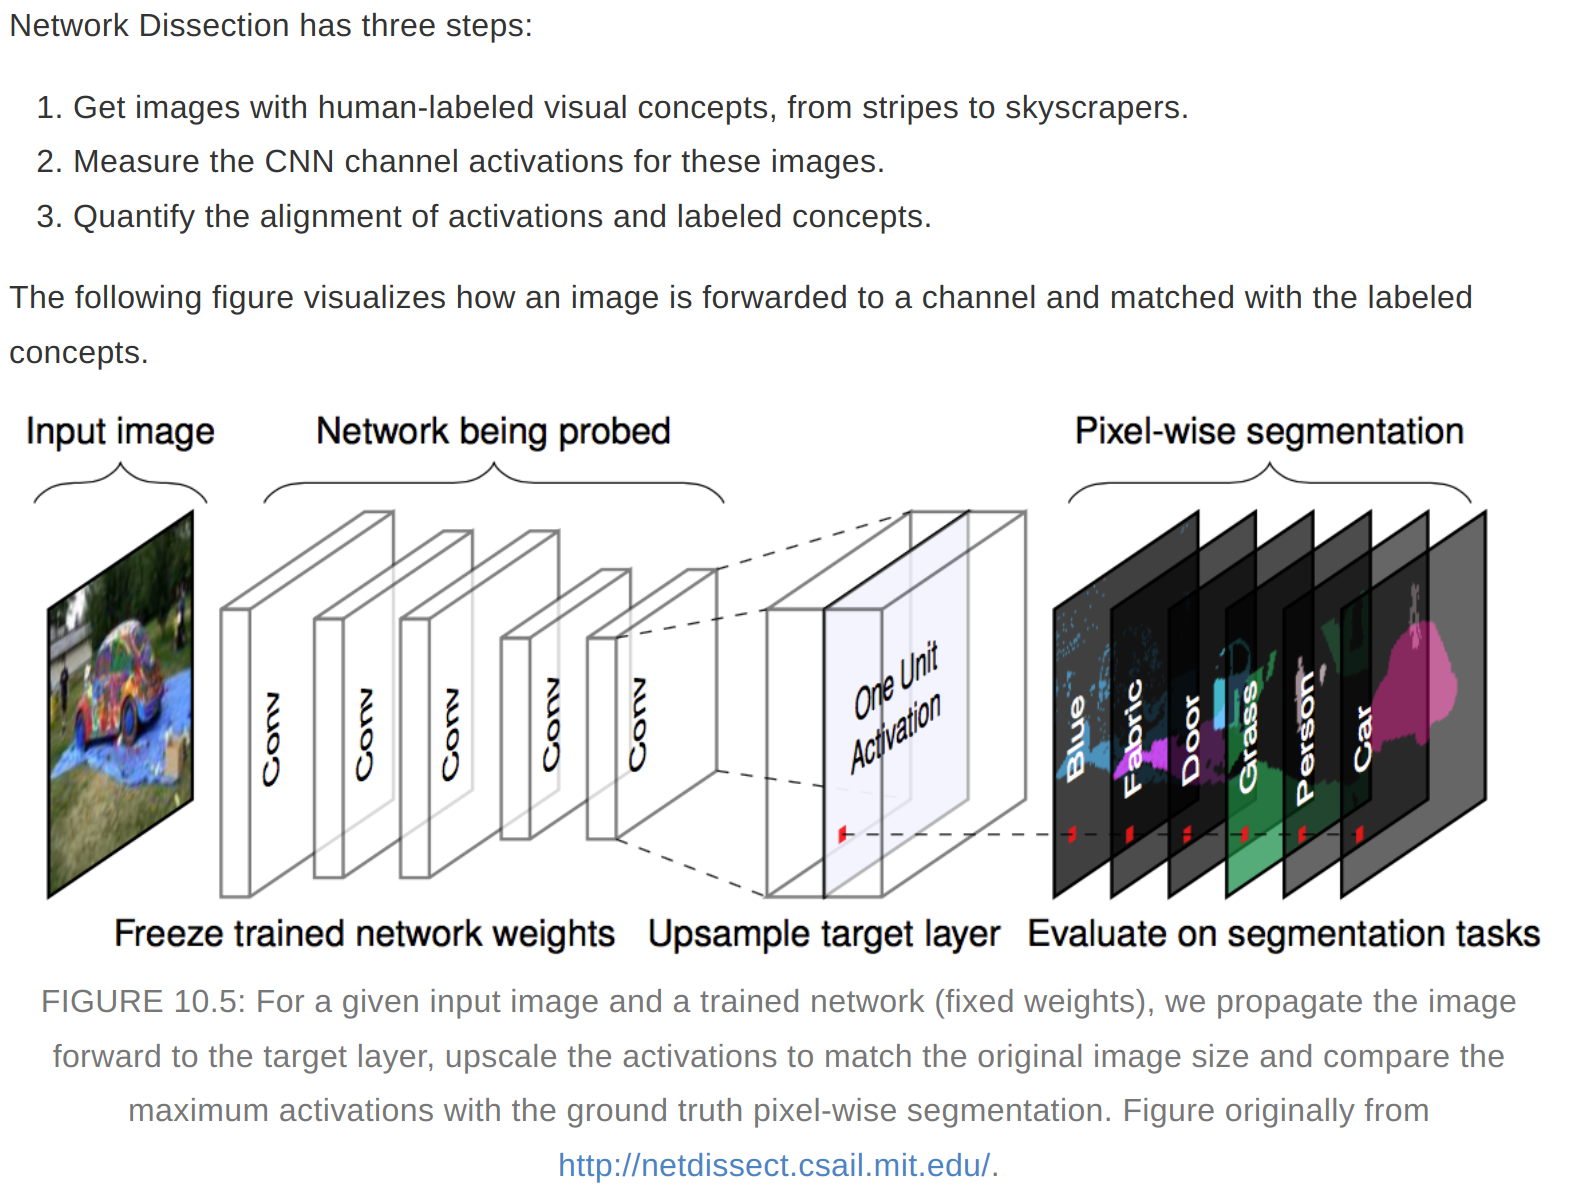 Network Dissection has three steps:
1. Get images with human-labeled visual concepts, from stripes to skyscrapers.
2. Measure the CNN channel activations for these images.
3. Quantify the alignment of activations and labeled concepts.
The following figure visualizes how an image is forwarded to a channel and matched with the labeled
concepts.
Input image
Network being probed
Pixel-wise segmentation
Conv
Conv
Conv
Conv
Conv
One Unit
Activation
Blue
Fabric
Door
Grass
Person
Car
Freeze trained network weights
Upsample target layer
Evaluate on segmentation tasks
FIGURE 10.5: For a given input image and a trained network (fixed weights), we propagate the image
forward to the target layer, upscale the activations to match the original image size and compare the
maximum activations with the ground truth pixel-wise segmentation. Figure originally from
http://netdissect.csail.mit.edu/.